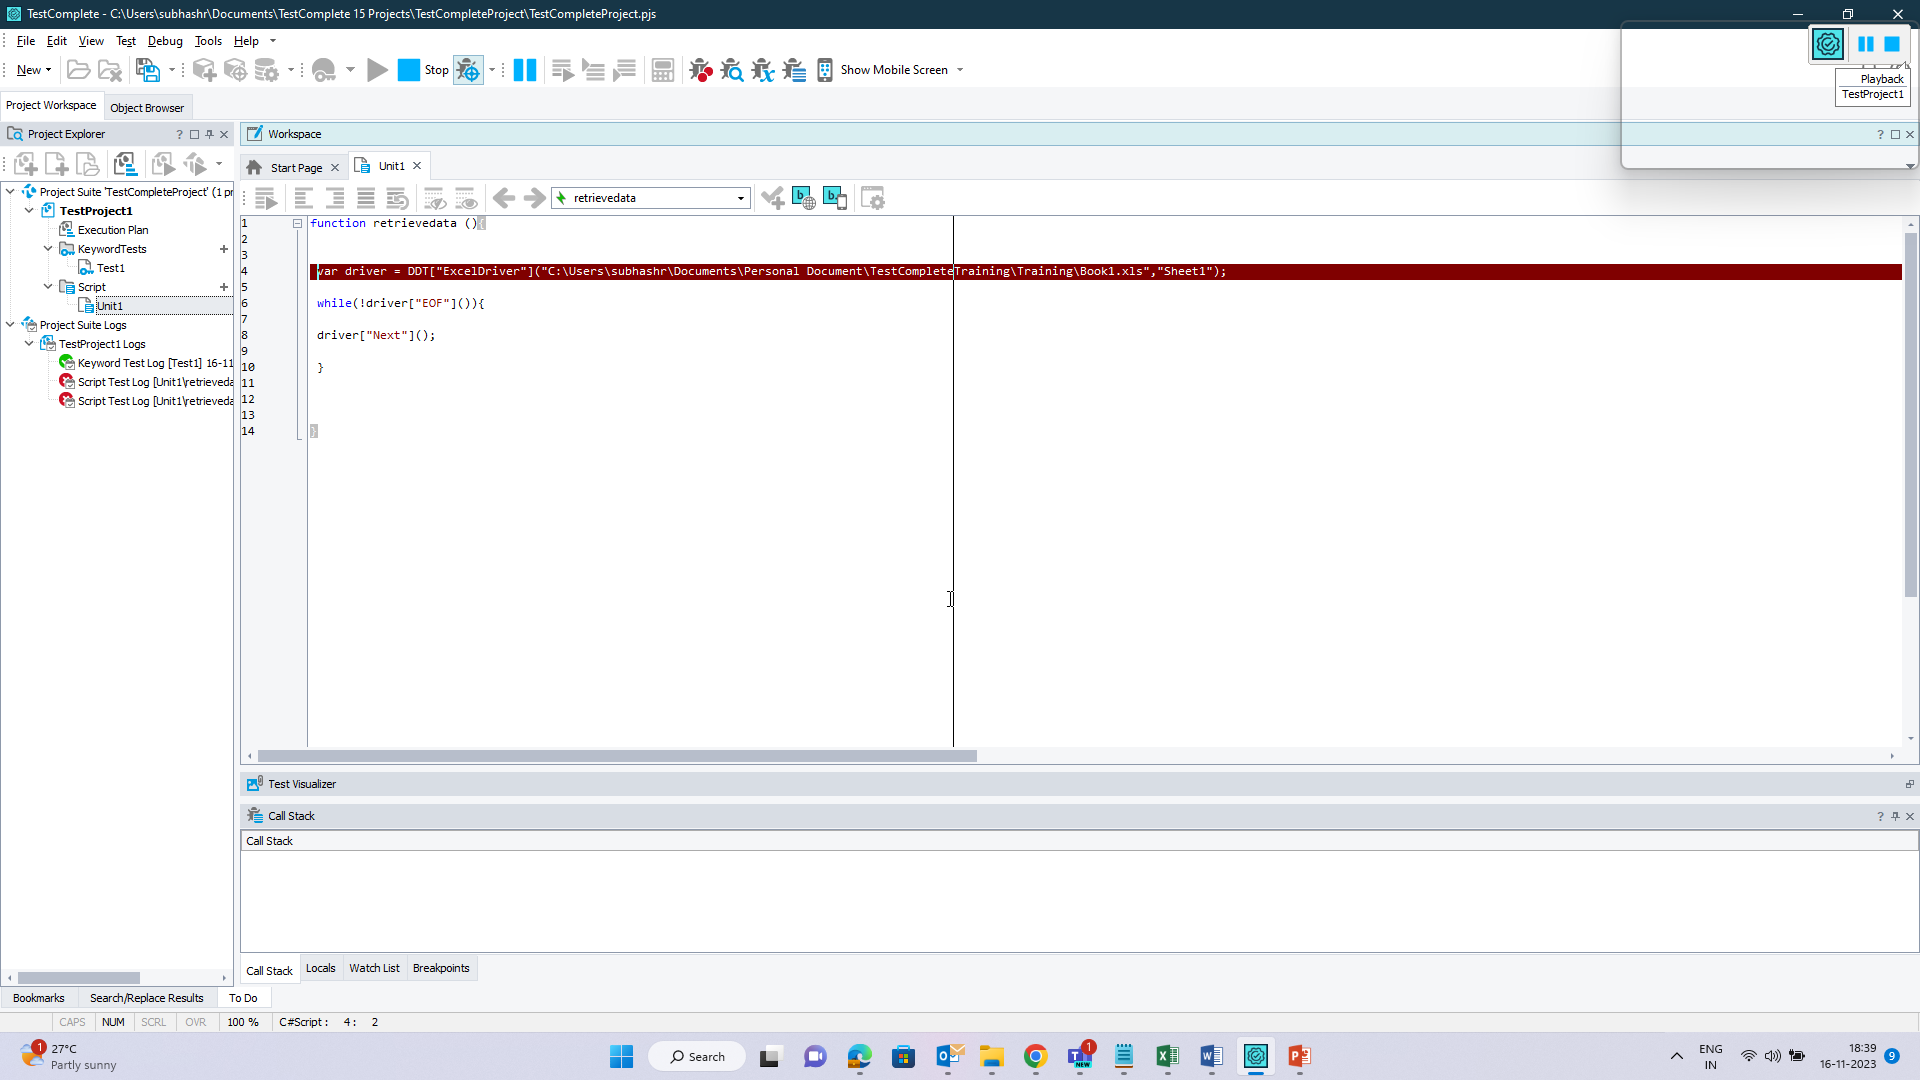 TestComplete - C:\Users\subhashr\Documents\TestComplete 15 Projects\TestCompleteProject\TestCompleteProject.pjs
File Edit View Test Debug Tools Help
New Stop Show Mobile Screen
Playback
TestProject1
Project Workspace Object Browser
Project Explorer
Workspace
Start Page Unit1
retrievedata
Project Suite 'TestCompleteProject' (1 pr
TestProject1
Execution Plan
KeywordTests
Test1
Script
Unit1
Project Suite Logs
TestProject1 Logs
Keyword Test Log [Test1] 16-11
Script Test Log [Unit1\retrieveda
Script Test Log [Unit1\retrieveda
1 function retrievedata (){
2
3
4 var driver = DDT["ExcelDriver"]("C:\Users\subhashr\Documents\Personal Document\TestCompleteTraining\Training\Book1.xls","Sheet1");
5
6 while(!driver["EOF"]()){
7
8 driver["Next"]();
9
10 }
11
12
13
14 }
Test Visualizer
Call Stack
Call Stack
Call Stack Locals Watch List Breakpoints
Bookmarks Search/Replace Results To Do
CAPS NUM SCRL OVR 100 % C#Script : 4 : 2
1
27°C
Partly sunny
Search
1
NEW
ENG
IN
18:39
16-11-2023
9